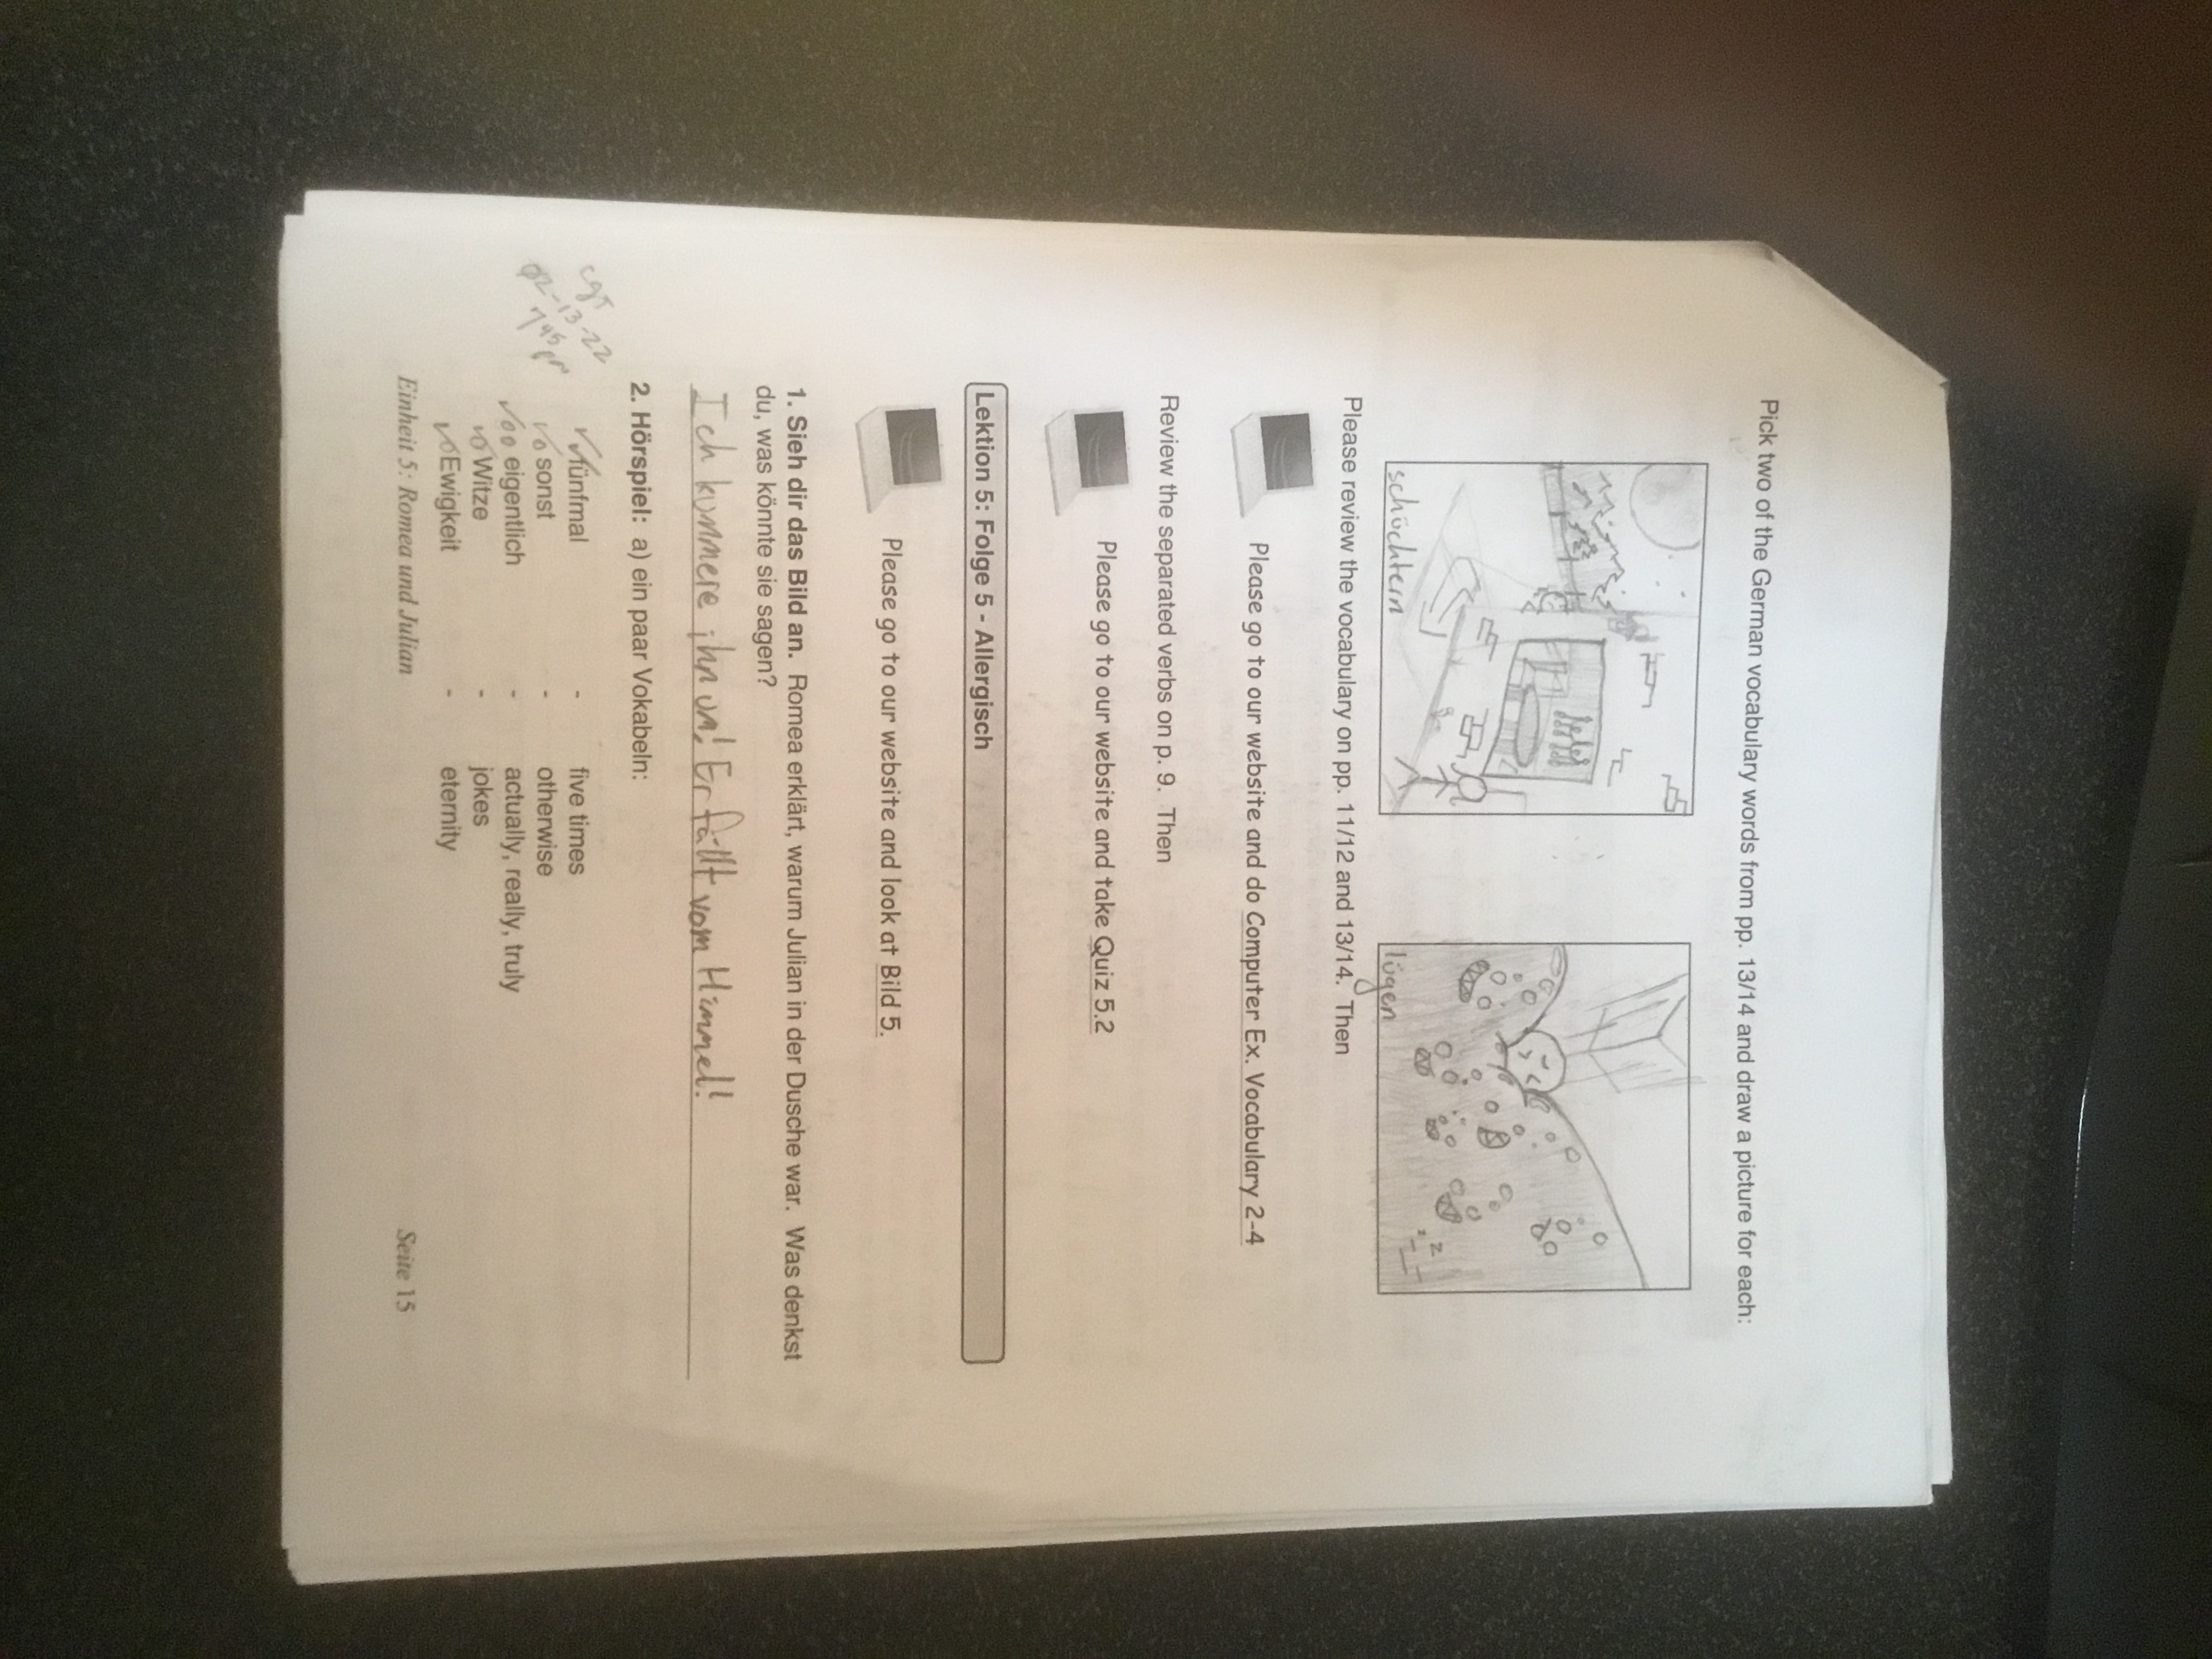 Pick two of the German vocabulary words from pp. 13/14 and draw a picture for each:
schüchtern
lügen
Please review the vocabulary on pp. 11/12 and 13/14. Then
Please go to our website and do Computer Ex. Vocabulary 2-4
Review the separated verbs on p. 9. Then
Please go to our website and take Quiz 5.2
Lektion 5: Folge 5 - Allergisch
Please go to our website and look at Bild 5.
1. Sieh dir das Bild an. Romea erklärt, warum Julian in der Dusche war. Was denkst
du, was könnte sie sagen?
Ich kummere ihn um! Er fällt vom Himmel!
2. Hörspiel: a) ein paar Vokabeln:
cgT
02-13-22
745
pm
fünfmal - five times
sonst - otherwise
eigentlich - actually, really, truly
Witze - jokes
Ewigkeit - eternity
Einheit 5: Romea und Julian Seite 15